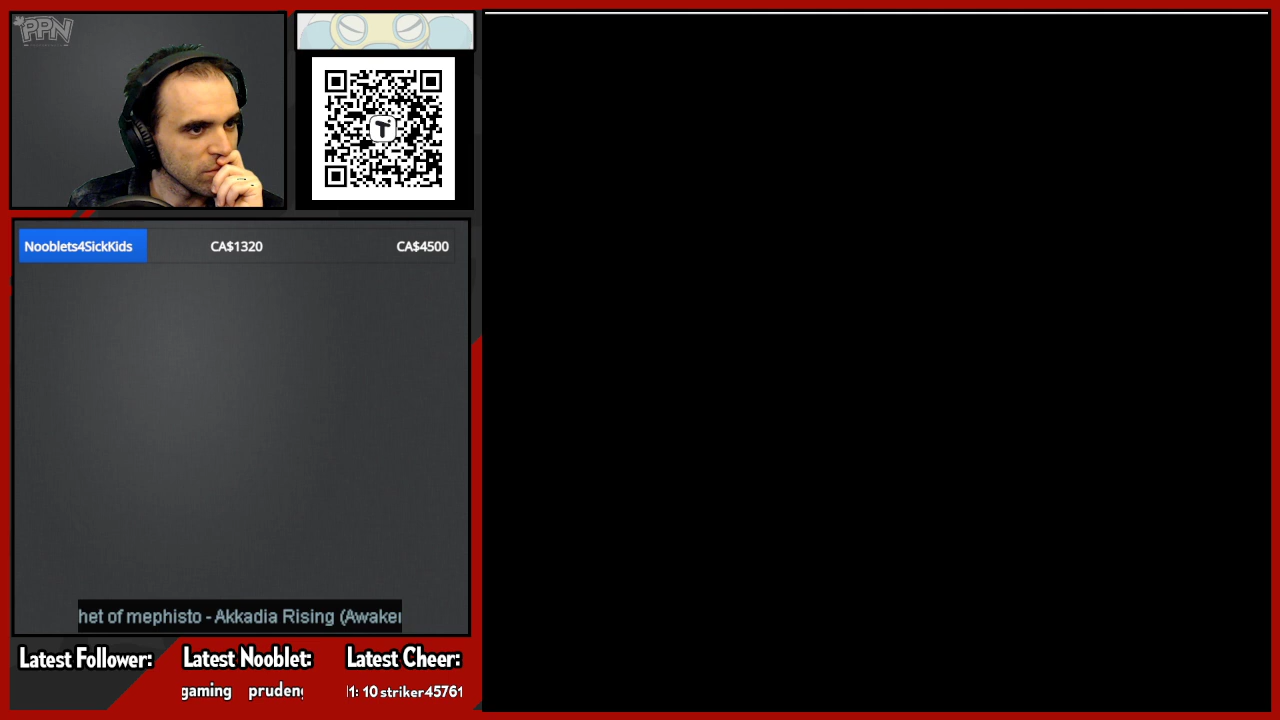 PPN
T
Nooblets4SickKids CA$1320 CA$4500
het of mephisto - Akkadia Rising (Awake
Latest Follower: Latest Nooblet: Latest Cheer:
gaming pruden 1: 10 striker45761